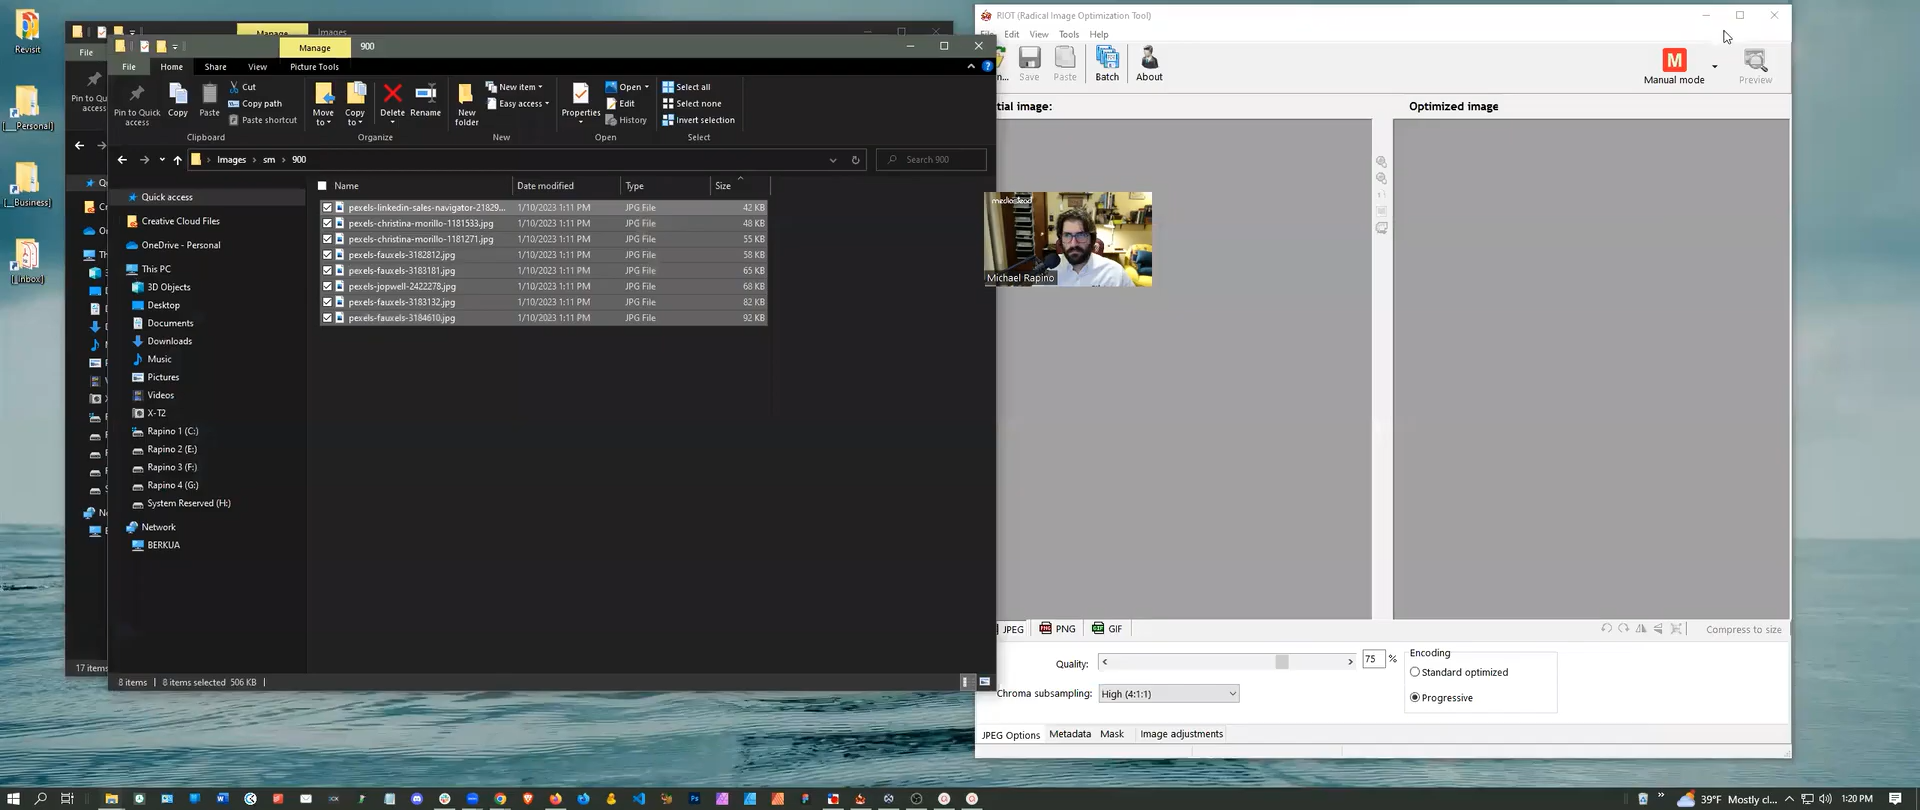 Revisit
[__Personal]
[__Business]
[_Inbox]
Manage
Images
File
Pin to Quick
access
17 items
Manage
900
File
Home
Share
View
Picture Tools
Pin to Quick
access
Copy
Paste
Cut
Copy path
Paste shortcut
Clipboard
Move
to
Copy
to
Delete
Rename
Organize
New
folder
New item
Easy access
New
Properties
Open
Edit
History
Open
Select all
Select none
Invert selection
Select
Images > sm > 900
Search 900
Quick access
Creative Cloud Files
OneDrive - Personal
This PC
3D Objects
Desktop
Documents
Downloads
Music
Pictures
Videos
X-T2
Rapino 1 (C:)
Rapino 2 (E:)
Rapino 3 (F:)
Rapino 4 (G:)
System Reserved (H:)
Network
BERKUA
Name Date modified Type Size
pexels-linkedin-sales-navigator-21829... 1/10/2023 1:11 PM JPG File 42 KB
pexels-christina-morillo-1181533.jpg 1/10/2023 1:11 PM JPG File 48 KB
pexels-christina-morillo-1181271.jpg 1/10/2023 1:11 PM JPG File 55 KB
pexels-fauxels-3182812.jpg 1/10/2023 1:11 PM JPG File 58 KB
pexels-fauxels-3183181.jpg 1/10/2023 1:11 PM JPG File 65 KB
pexels-jopwell-2422278.jpg 1/10/2023 1:11 PM JPG File 68 KB
pexels-fauxels-3183132.jpg 1/10/2023 1:11 PM JPG File 82 KB
pexels-fauxels-3184610.jpg 1/10/2023 1:11 PM JPG File 92 KB
8 items 8 items selected 506 KB
RIOT (Radical Image Optimization Tool)
File Edit View Tools Help
n... Save Paste Batch About
M
Manual mode
Preview
tial image:
Optimized image
Michael Rapino
JPEG PNG GIF
Compress to size
Quality: 75 %
Chroma subsampling: High (4:1:1)
Encoding
Standard optimized
Progressive
JPEG Options Metadata Mask Image adjustments
39°F Mostly cl... 1:20 PM